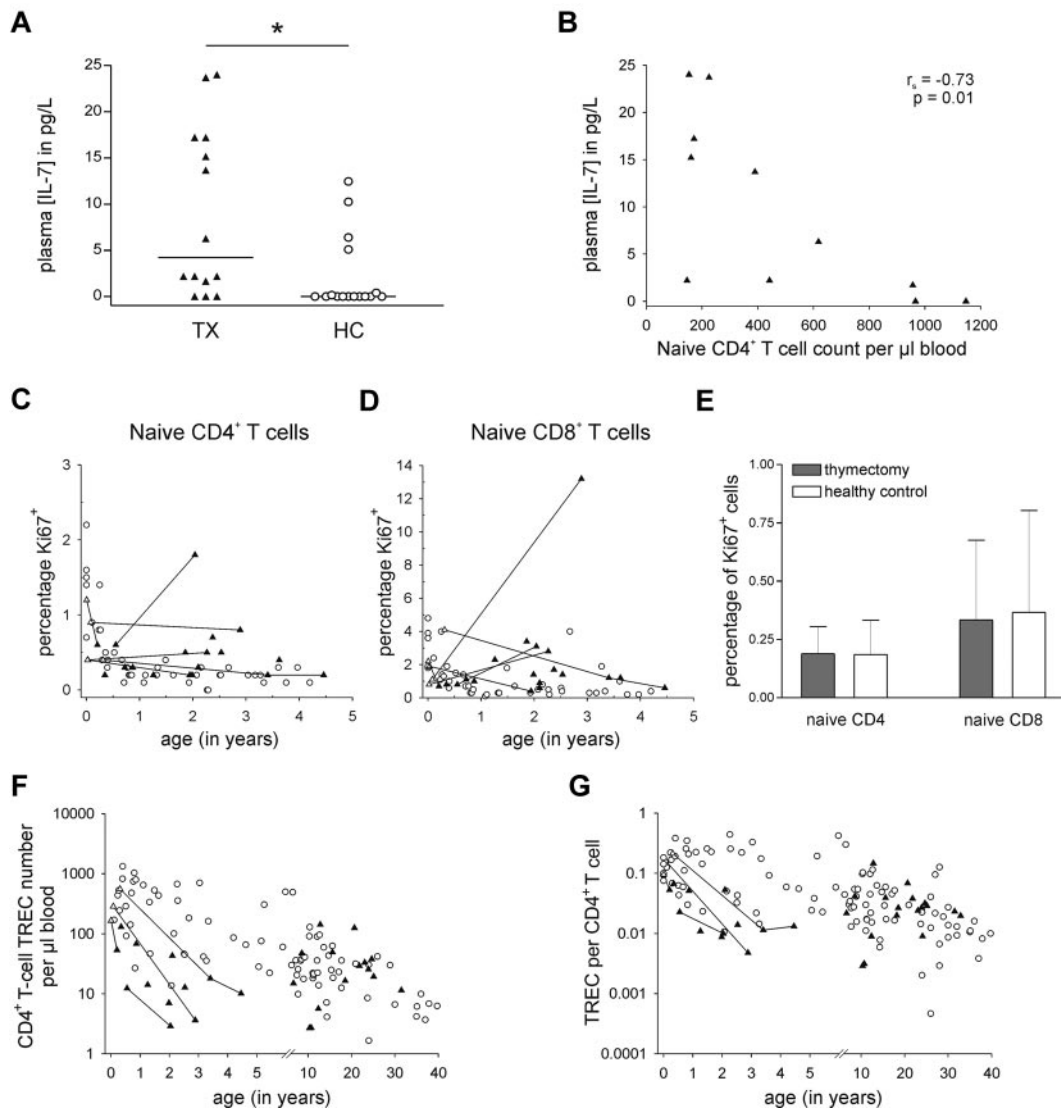 A
*
25
20
15
10
5
0
plasma [IL-7] in pg/L
TX
HC
B
25
20
15
10
5
0
plasma [IL-7] in pg/L
rₛ = -0.73
p = 0.01
0
200
400
600
800
1000
1200
Naive CD4⁺ T cell count per µl blood
C
Naive CD4⁺ T cells
3
2
1
0
percentage Ki67⁺
0
1
2
3
4
5
age (in years)
D
Naive CD8⁺ T cells
14
12
10
8
6
4
2
0
percentage Ki67⁺
0
1
2
3
4
5
age (in years)
E
1.00
0.75
0.50
0.25
0.00
percentage of Ki67⁺ cells
thymectomy
healthy control
naive CD4
naive CD8
F
10000
1000
100
10
1
CD4⁺ T-cell TREC number
per µl blood
0
1
2
3
4
5
10
20
30
40
age (in years)
G
1
0.1
0.01
0.001
0.0001
TREC per CD4⁺ T cell
0
1
2
3
4
5
10
20
30
40
age (in years)